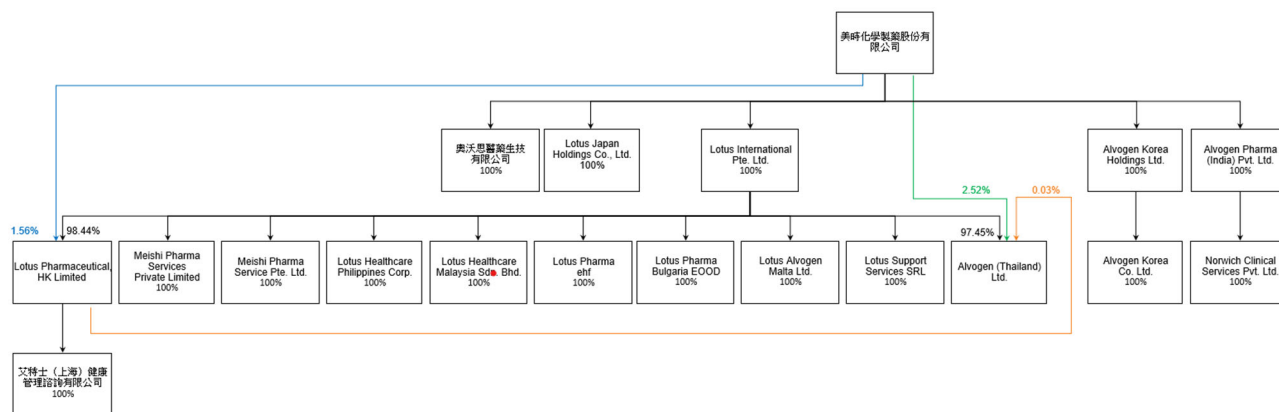 美時化學製藥股份有
限公司
奧沃思醫藥生技
有限公司
100%
Lotus Japan
Holdings Co., Ltd.
100%
Lotus International
Pte. Ltd.
100%
Alvogen Korea
Holdings Ltd.
100%
Alvogen Pharma
(India) Pvt. Ltd.
100%
2.52%
0.03%
1.56%
98.44%
97.45%
Lotus Pharmaceutical,
HK Limited
Meishi Pharma
Services
Private Limited
100%
Meishi Pharma
Service Pte. Ltd.
100%
Lotus Healthcare
Philippines Corp.
100%
Lotus Healthcare
Malaysia Sdn. Bhd.
100%
Lotus Pharma
ehf
100%
Lotus Pharma
Bulgaria EOOD
100%
Lotus Alvogen
Malta Ltd.
100%
Lotus Support
Services SRL
100%
Alvogen (Thailand)
Ltd.
Alvogen Korea
Co. Ltd.
100%
Norwich Clinical
Services Pvt. Ltd.
100%
艾特士（上海）健康
管理諮詢有限公司
100%